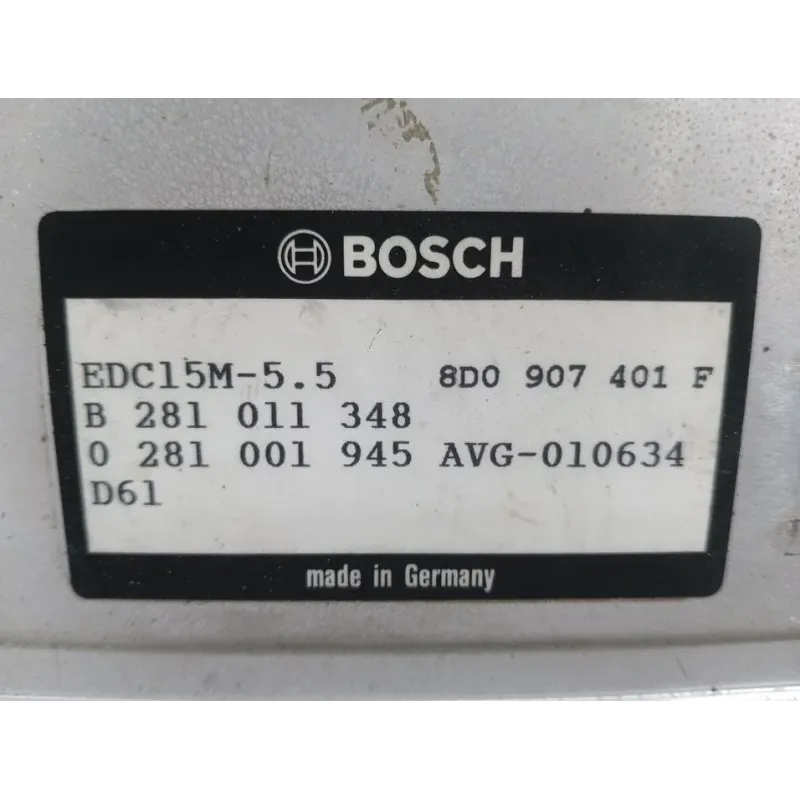 BOSCH
EDC15M-5.5 8D0 907 401 F
B 281 011 348
0 281 001 945 AVG-010634
D61
made in Germany